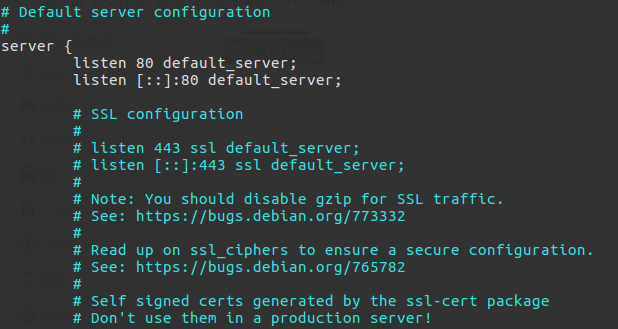 # Default server configuration
#
server {
listen 80 default_server;
listen [::]:80 default_server;
# SSL configuration
#
# listen 443 ssl default_server;
# listen [::]:443 ssl default_server;
#
# Note: You should disable gzip for SSL traffic.
# See: https://bugs.debian.org/773332
#
# Read up on ssl_ciphers to ensure a secure configuration.
# See: https://bugs.debian.org/765782
#
# Self signed certs generated by the ssl-cert package
# Don't use them in a production server!